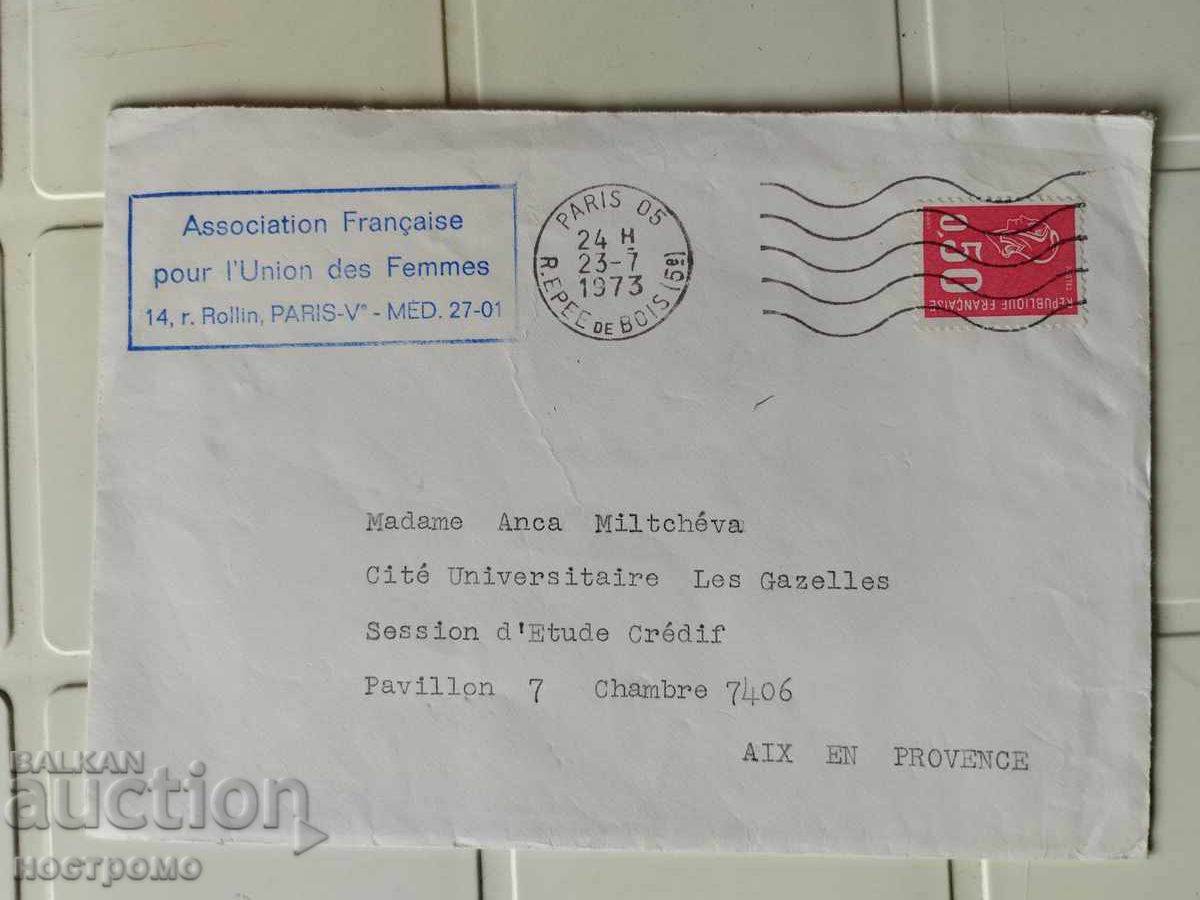 Association Française
pour l'Union des Femmes
14, r. Rollin, PARIS-Vᵉ - MÉD. 27-01
PARIS 05
24 H
23-7
1973
R. EPEE DE BOIS (5è)
0,50
REPUBLIQUE FRANÇAISE
Madame Anca Miltchéva
Cité Universitaire Les Gazelles
Session d'Etude Crédif
Pavillon 7 Chambre 7406
AIX EN PROVENCE
BALKAN
auction
ностромо